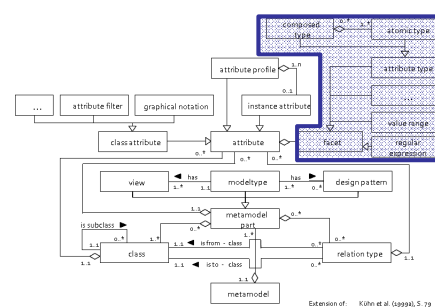 composed type
0..*
1..*
atomic type
attribute profile
1..n
attribute type
0..1
...
...
attribute filter
graphical notation
instance attribute
value range
class attribute
attribute
facet
regular expression
0..*
0..*
0..*
◄ has
has ►
view
1..*
1..1
modeltype
1..*
design pattern
1..1
metamodel part
0..*
is subclass ►
0..*
1..*
0..*
1..1
is from - class
0..*
1..1
class
1..1
is to - class
0..*
relation type
1..1
1..1
metamodel
Extension of: Kühn et al. (1999a), S. 79